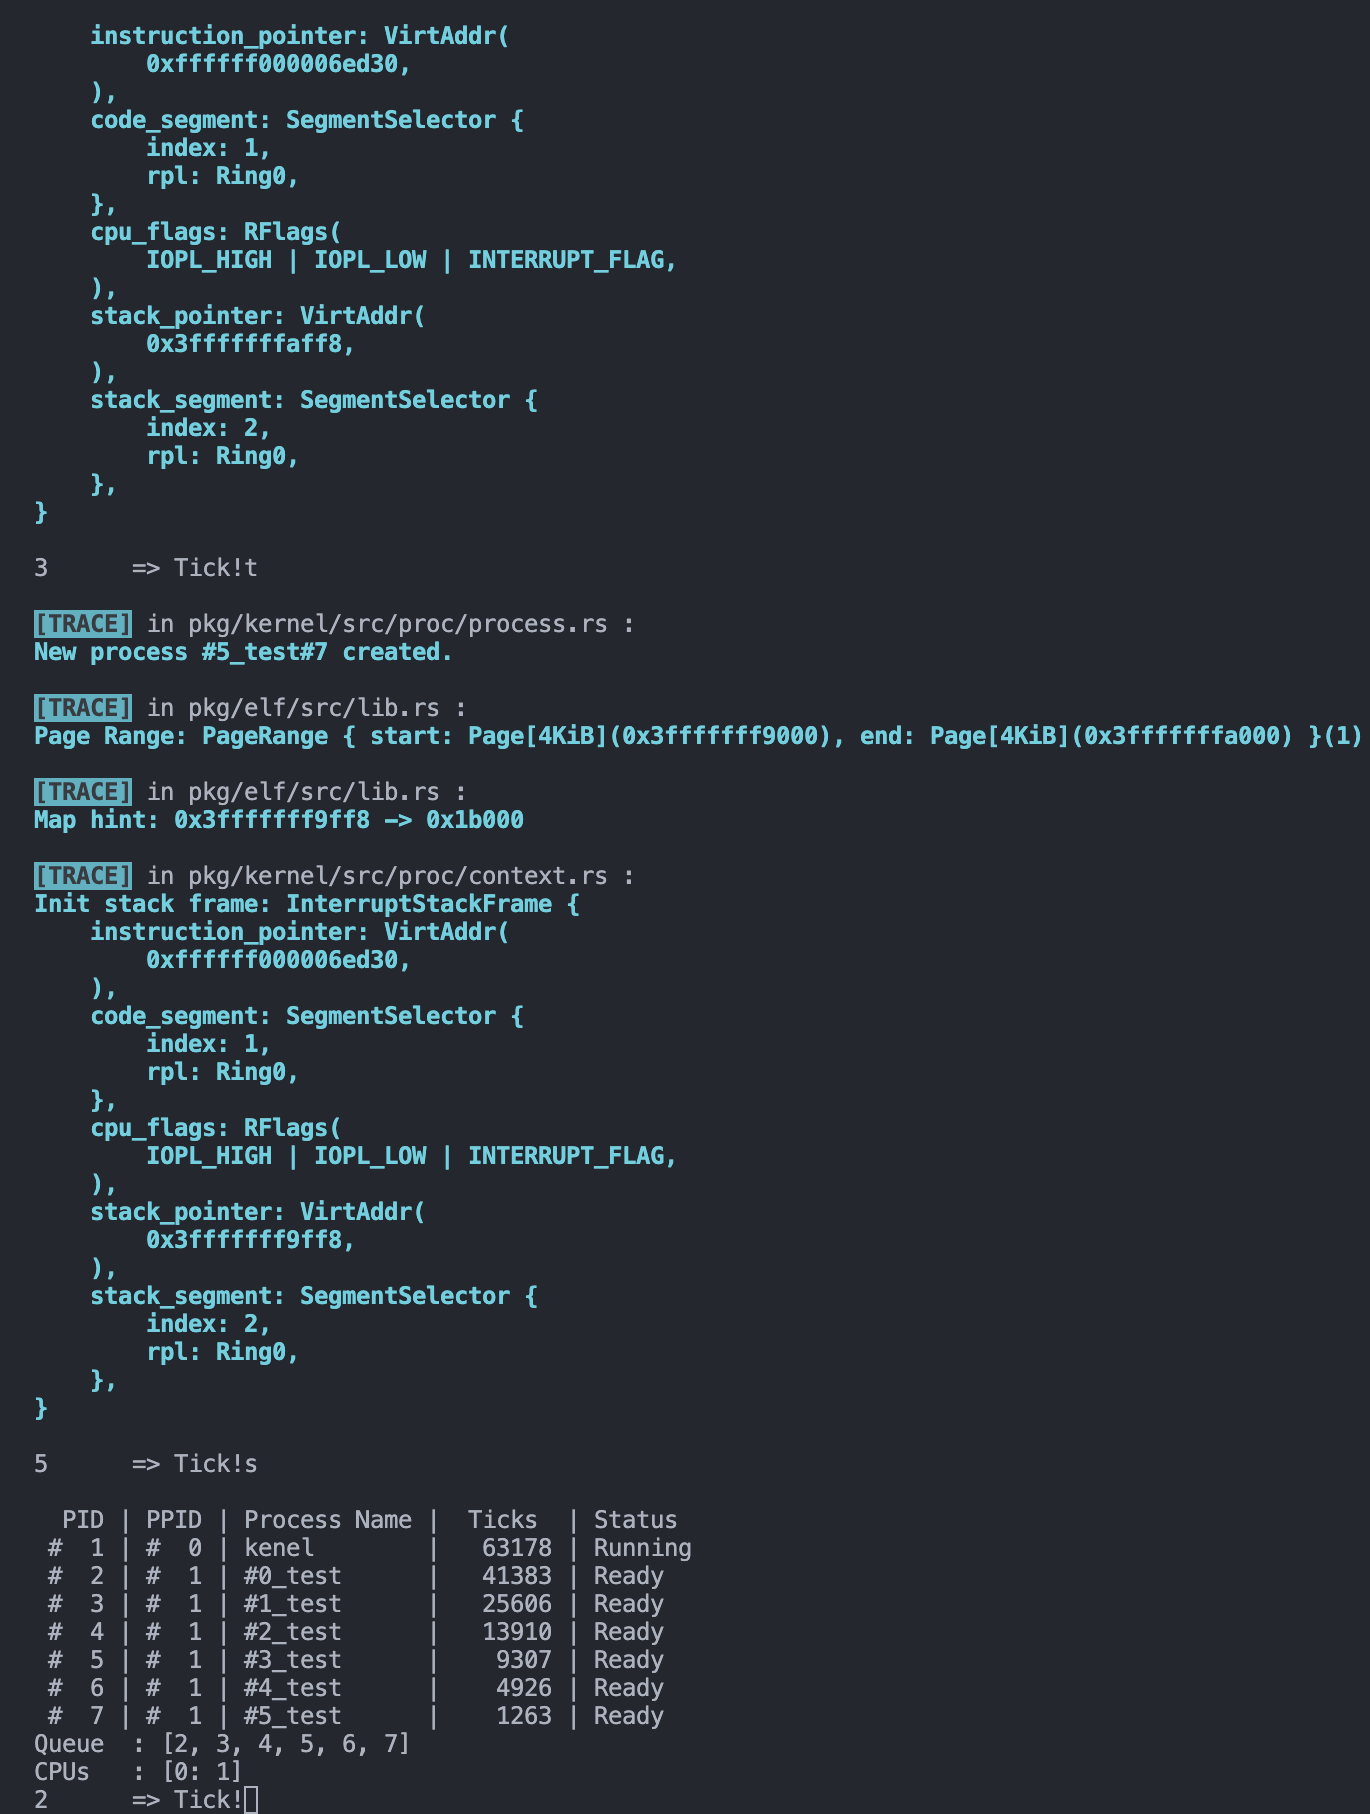 instruction_pointer: VirtAddr(
        0xffffff000006ed30,
    ),
    code_segment: SegmentSelector {
        index: 1,
        rpl: Ring0,
    },
    cpu_flags: RFlags(
        IOPL_HIGH | IOPL_LOW | INTERRUPT_FLAG,
    ),
    stack_pointer: VirtAddr(
        0x3fffffffaff8,
    ),
    stack_segment: SegmentSelector {
        index: 2,
        rpl: Ring0,
    },
}

3      => Tick!t

[TRACE] in pkg/kernel/src/proc/process.rs :
New process #5_test#7 created.

[TRACE] in pkg/elf/src/lib.rs :
Page Range: PageRange { start: Page[4KiB](0x3fffffff9000), end: Page[4KiB](0x3fffffffa000) }(1)

[TRACE] in pkg/elf/src/lib.rs :
Map hint: 0x3fffffff9ff8 -> 0x1b000

[TRACE] in pkg/kernel/src/proc/context.rs :
Init stack frame: InterruptStackFrame {
    instruction_pointer: VirtAddr(
        0xffffff000006ed30,
    ),
    code_segment: SegmentSelector {
        index: 1,
        rpl: Ring0,
    },
    cpu_flags: RFlags(
        IOPL_HIGH | IOPL_LOW | INTERRUPT_FLAG,
    ),
    stack_pointer: VirtAddr(
        0x3fffffff9ff8,
    ),
    stack_segment: SegmentSelector {
        index: 2,
        rpl: Ring0,
    },
}

5      => Tick!s

  PID | PPID | Process Name |  Ticks  | Status
 #  1 | #  0 | kenel        |   63178 | Running
 #  2 | #  1 | #0_test      |   41383 | Ready
 #  3 | #  1 | #1_test      |   25606 | Ready
 #  4 | #  1 | #2_test      |   13910 | Ready
 #  5 | #  1 | #3_test      |    9307 | Ready
 #  6 | #  1 | #4_test      |    4926 | Ready
 #  7 | #  1 | #5_test      |    1263 | Ready
Queue  : [2, 3, 4, 5, 6, 7]
CPUs   : [0: 1]
2      => Tick!